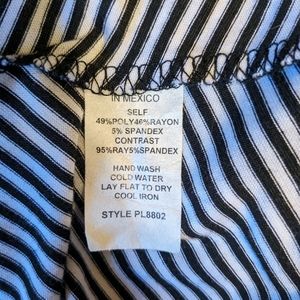 IN MEXICO
SELF
49%POLY46%RAYON
5% SPANDEX
CONTRAST
95%RAY5%SPANDEX
HAND WASH
COLD WATER
LAY FLAT TO DRY
COOL IRON
STYLE PL8802